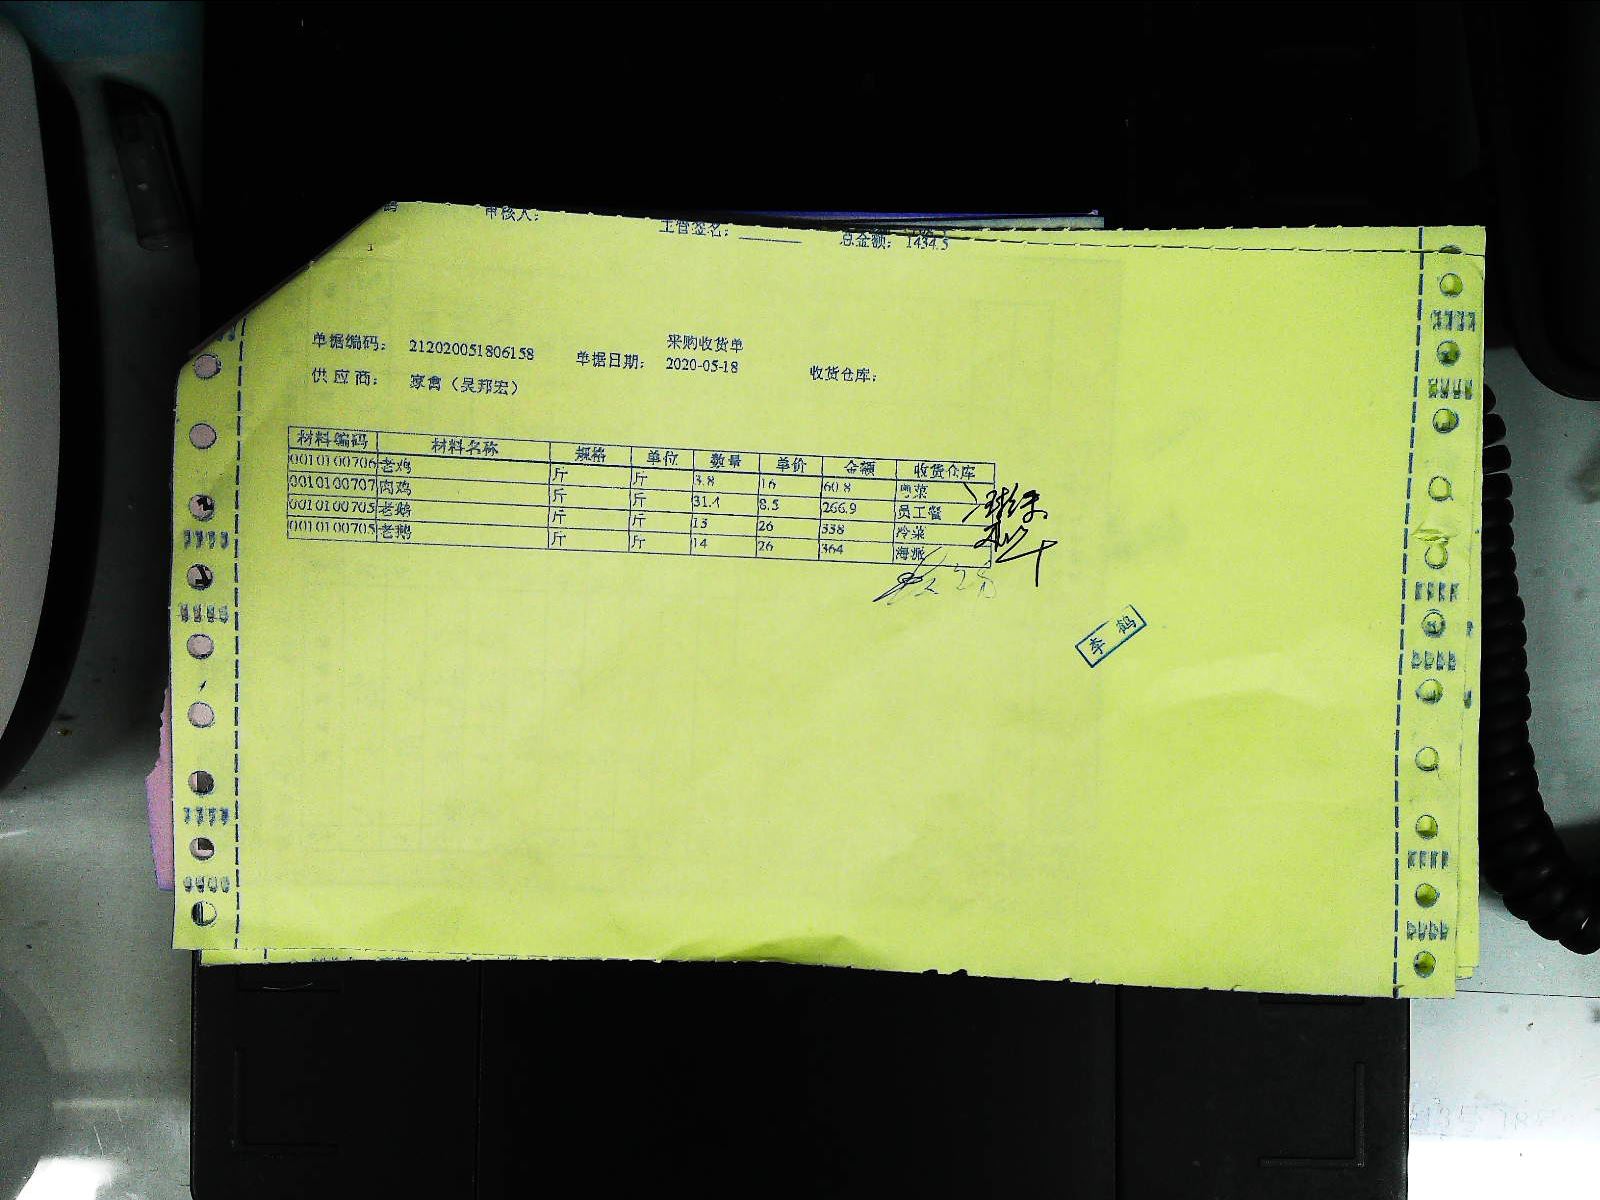 审核人：
主管签名：
总金额： 1434.5
采购收货单
单据编码： 212020051806158 单据日期： 2020-05-18 收货仓库：
供应商： 家禽（吴邦宏）
材料编码 材料名称 规格 单位 数量 单价 金额 收货仓库
0010100706 老鸡 斤 斤 3.8 16 60.8 粤菜
0010100707 肉鸡 斤 斤 31.4 8.5 266.9 员工餐
0010100705 老鹅 斤 斤 13 26 338 冷菜
0010100705 老鹅 斤 斤 14 26 364 海派
李鹤